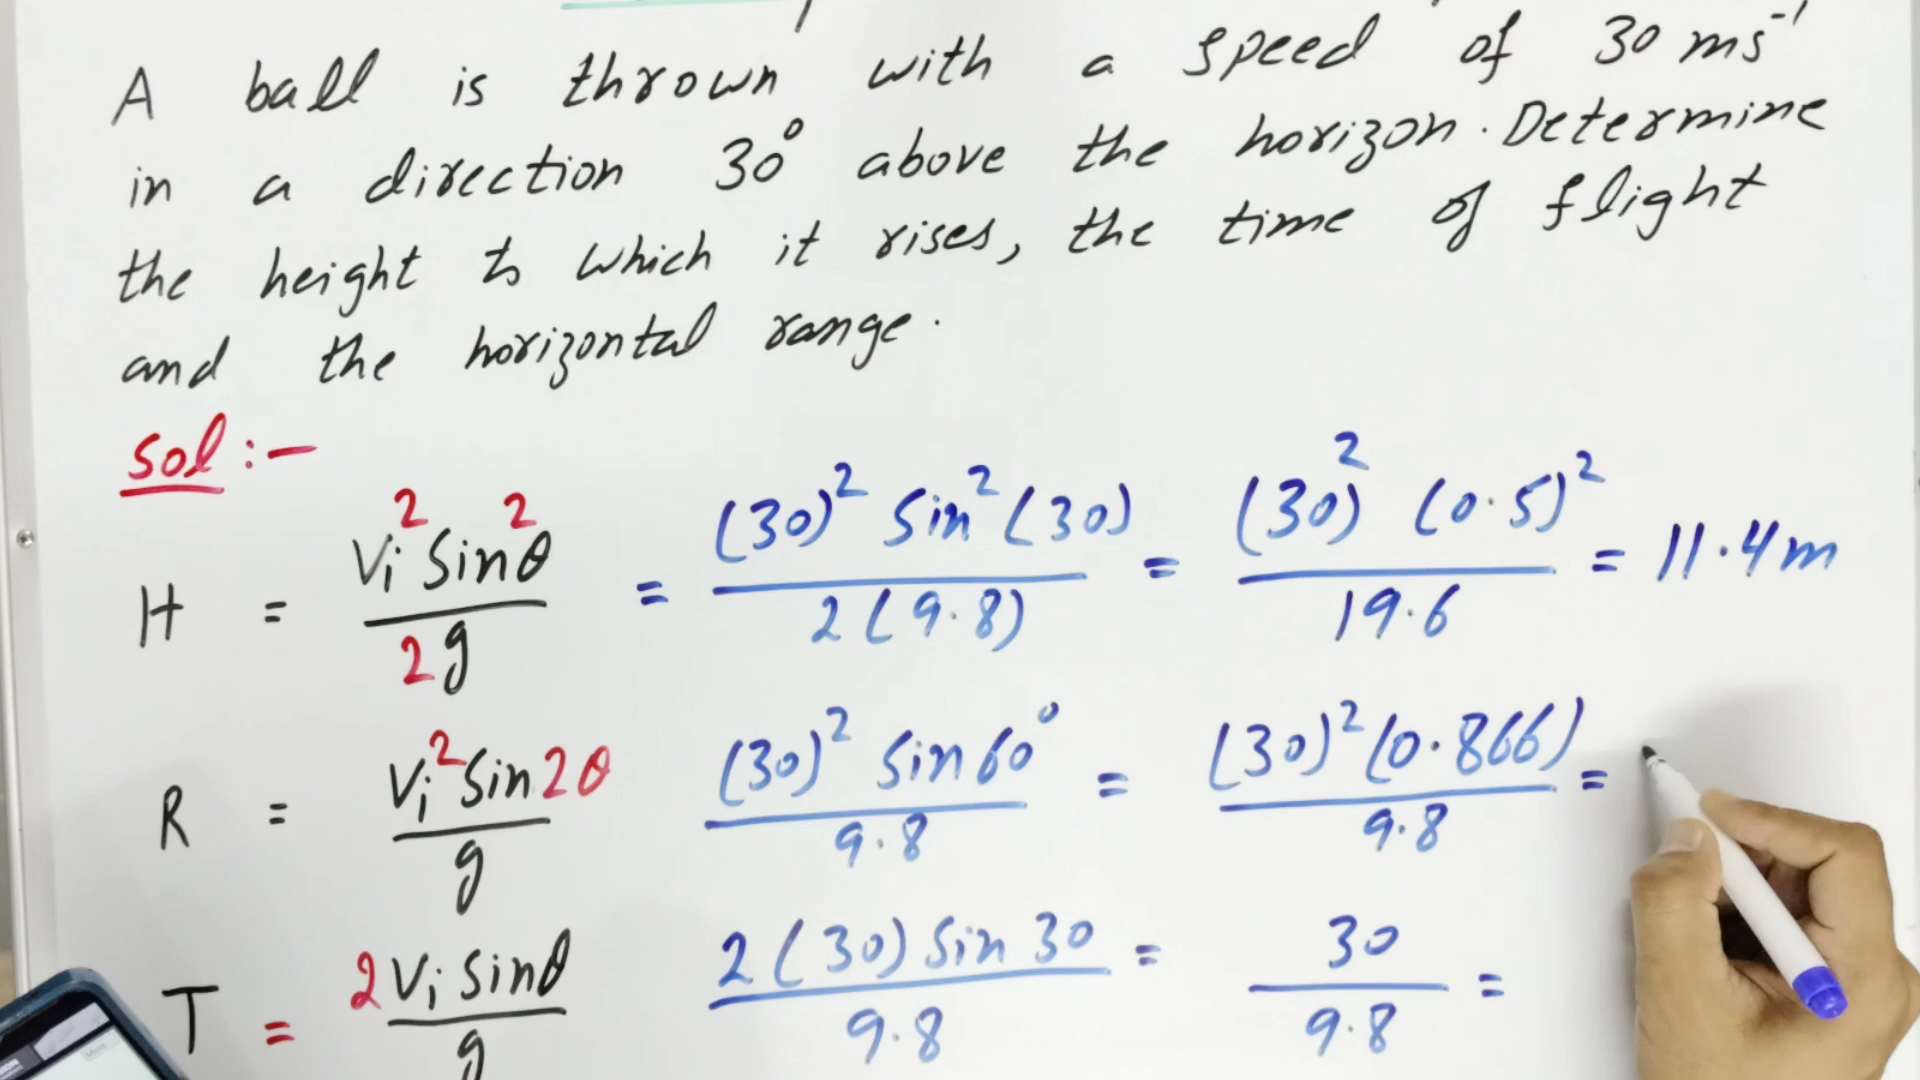 A ball is thrown with a speed of 30 ms⁻¹
in a direction 30° above the horizon. Determine
the height to which it rises, the time of flight
and the horizontal range.
Sol:-
H = Vi² Sin²θ / 2g = (30)² Sin² (30) / 2(9.8) = (30)² (0.5)² / 19.6 = 11.4m
R = Vi² Sin2θ / g (30)² Sin60° / 9.8 = (30)² (0.866) / 9.8 =
T = 2Vi Sinθ / g 2(30) Sin 30 / 9.8 = 30 / 9.8 =